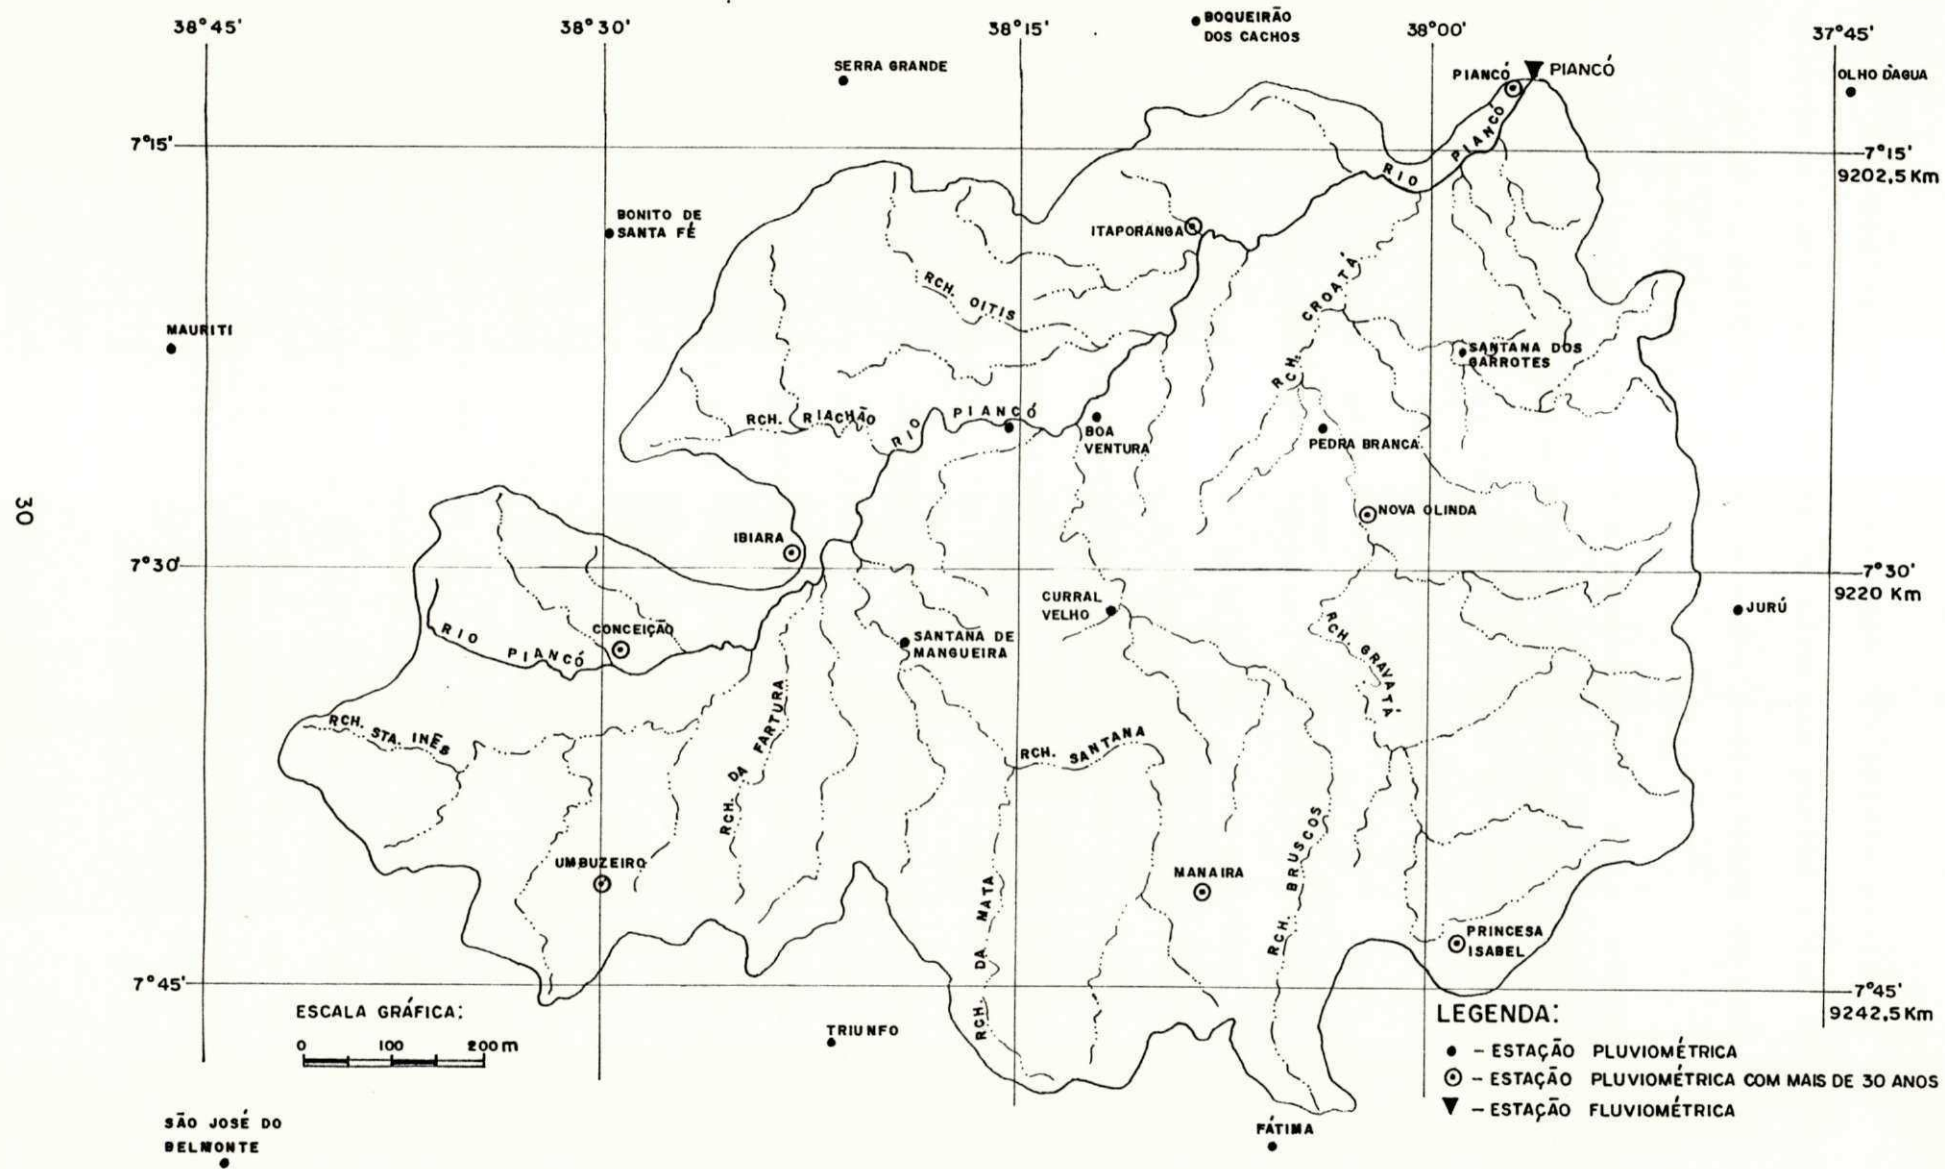 38°45'
38°30'
38°15'
BOQUEIRÃO
DOS CACHOS
38°00'
37°45'
SERRA GRANDE
PIANCÓ
PIANCÓ
OLHO DÀGUA
7°15'
7°15'
9202,5 Km
RIO PIANCÓ
BONITO DE
SANTA FÉ
ITAPORANGA
RCH. OITIS
RCH. CROATÁ
MAURITI
SANTANA DOS
GARROTES
RCH. RIACHÃO
RIO PIANCÓ
BOA
VENTURA
PEDRA BRANCA
30
NOVA OLINDA
IBIARA
7°30'
7°30'
9220 Km
CURRAL
VELHO
JURÚ
RIO PIANCÓ
CONCEIÇÃO
SANTANA DE
MANGUEIRA
RCH. GRAVATÁ
RCH. STA. INÊS
RCH. DA FARTURA
RCH. SANTANA
UMBUZEIRO
MANAIRA
RCH. BRUSCOS
RCH. DA MATA
PRINCESA
ISABEL
7°45'
7°45'
9242,5 Km
ESCALA GRÁFICA:
0 100 200 m
TRIUNFO
LEGENDA:
- ESTAÇÃO PLUVIOMÉTRICA
- ESTAÇÃO PLUVIOMÉTRICA COM MAIS DE 30 ANOS
- ESTAÇÃO FLUVIOMÉTRICA
SÃO JOSÉ DO
BELMONTE
FÁTIMA